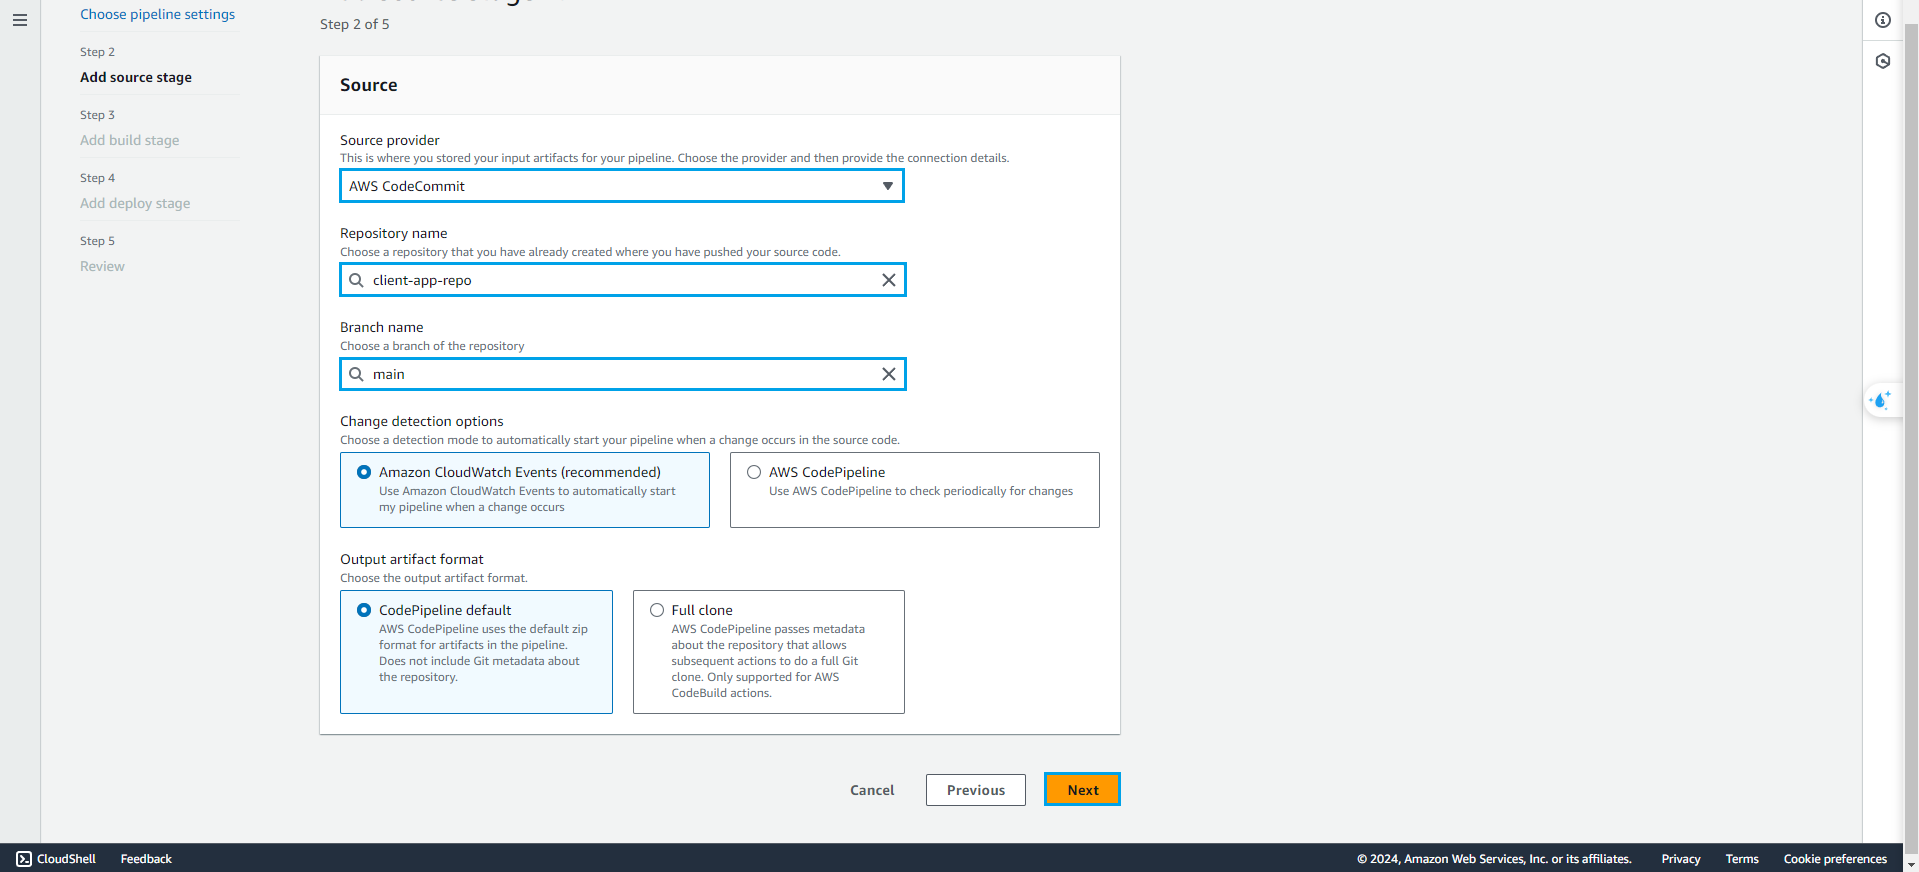 Choose pipeline settings
Step 2
Add source stage
Step 3
Add build stage
Step 4
Add deploy stage
Step 5
Review
Step 2 of 5
Source
Source provider
This is where you stored your input artifacts for your pipeline. Choose the provider and then provide the connection details.
AWS CodeCommit
Repository name
Choose a repository that you have already created where you have pushed your source code.
client-app-repo
Branch name
Choose a branch of the repository
main
Change detection options
Choose a detection mode to automatically start your pipeline when a change occurs in the source code.
Amazon CloudWatch Events (recommended)
Use Amazon CloudWatch Events to automatically start
my pipeline when a change occurs
AWS CodePipeline
Use AWS CodePipeline to check periodically for changes
Output artifact format
Choose the output artifact format.
CodePipeline default
AWS CodePipeline uses the default zip
format for artifacts in the pipeline.
Does not include Git metadata about
the repository.
Full clone
AWS CodePipeline passes metadata
about the repository that allows
subsequent actions to do a full Git
clone. Only supported for AWS
CodeBuild actions.
Cancel
Previous
Next
CloudShell
Feedback
© 2024, Amazon Web Services, Inc. or its affiliates.
Privacy
Terms
Cookie preferences